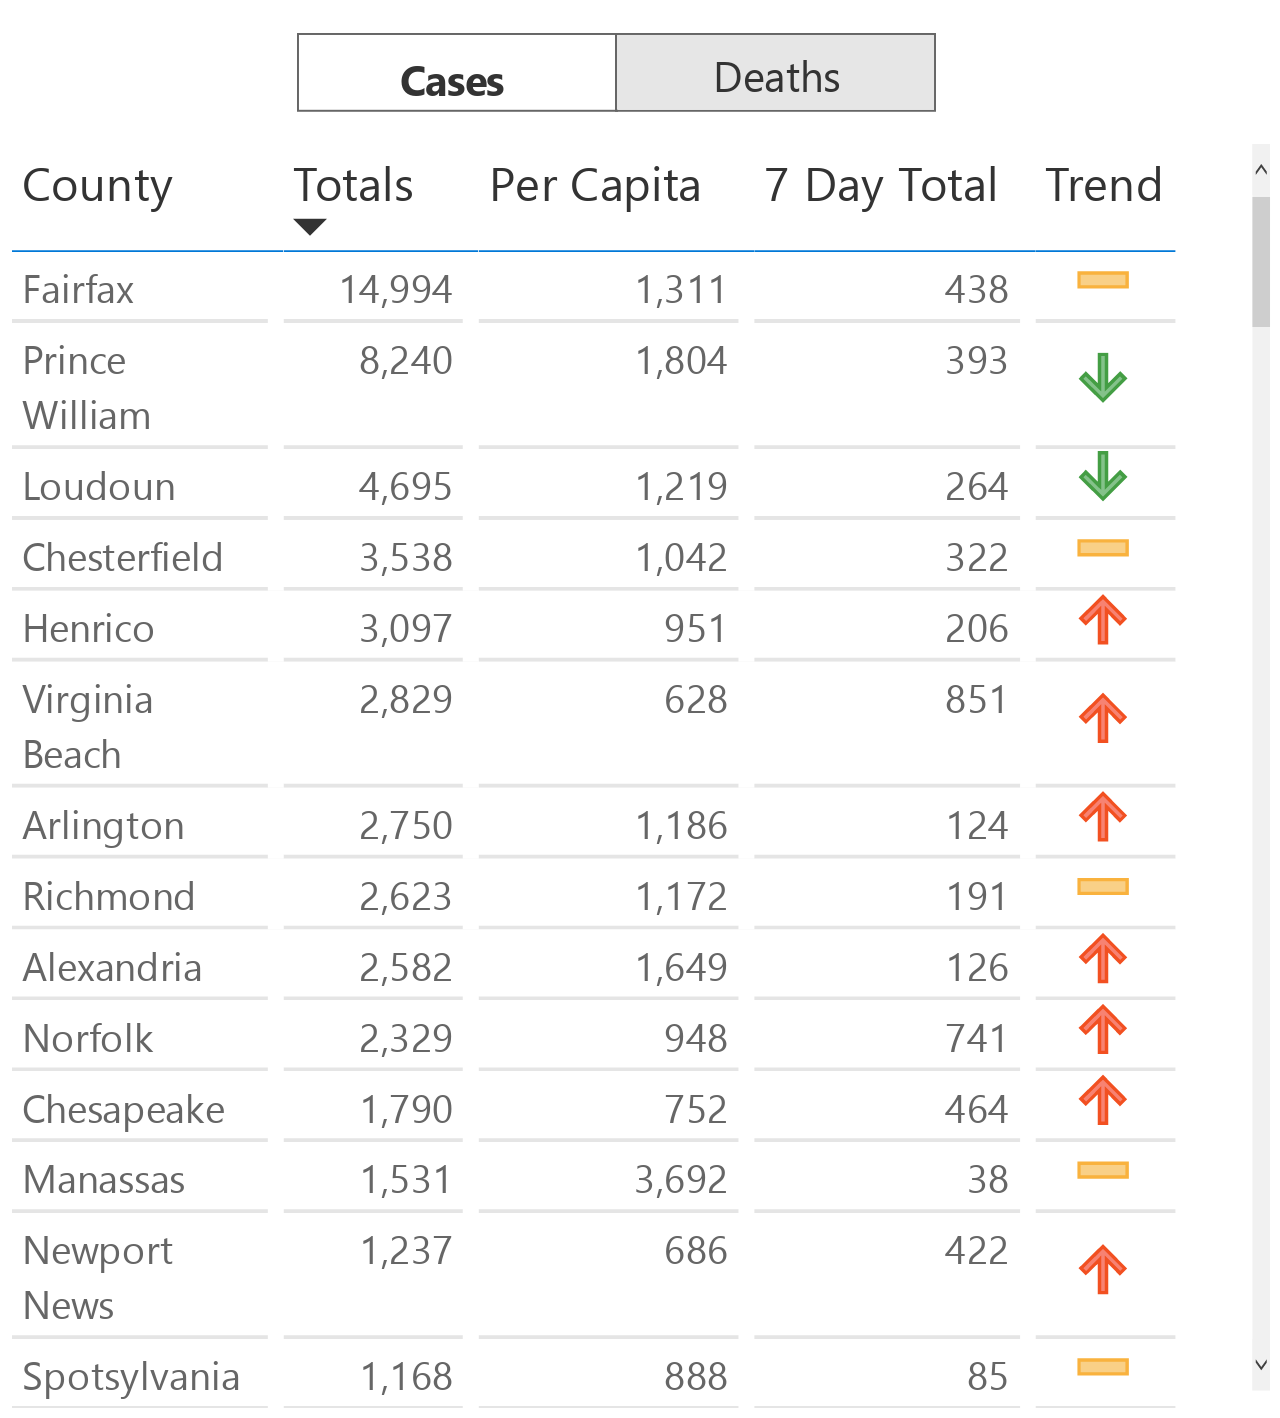 Cases Deaths
County Totals Per Capita 7 Day Total Trend
Fairfax 14,994 1,311 438
Prince 8,240 1,804 393
William
Loudoun 4,695 1,219 264
Chesterfield 3,538 1,042 322
Henrico 3,097 951 206
Virginia 2,829 628 851
Beach
Arlington 2,750 1,186 124
Richmond 2,623 1,172 191
Alexandria 2,582 1,649 126
Norfolk 2,329 948 741
Chesapeake 1,790 752 464
Manassas 1,531 3,692 38
Newport 1,237 686 422
News
Spotsylvania 1,168 888 85